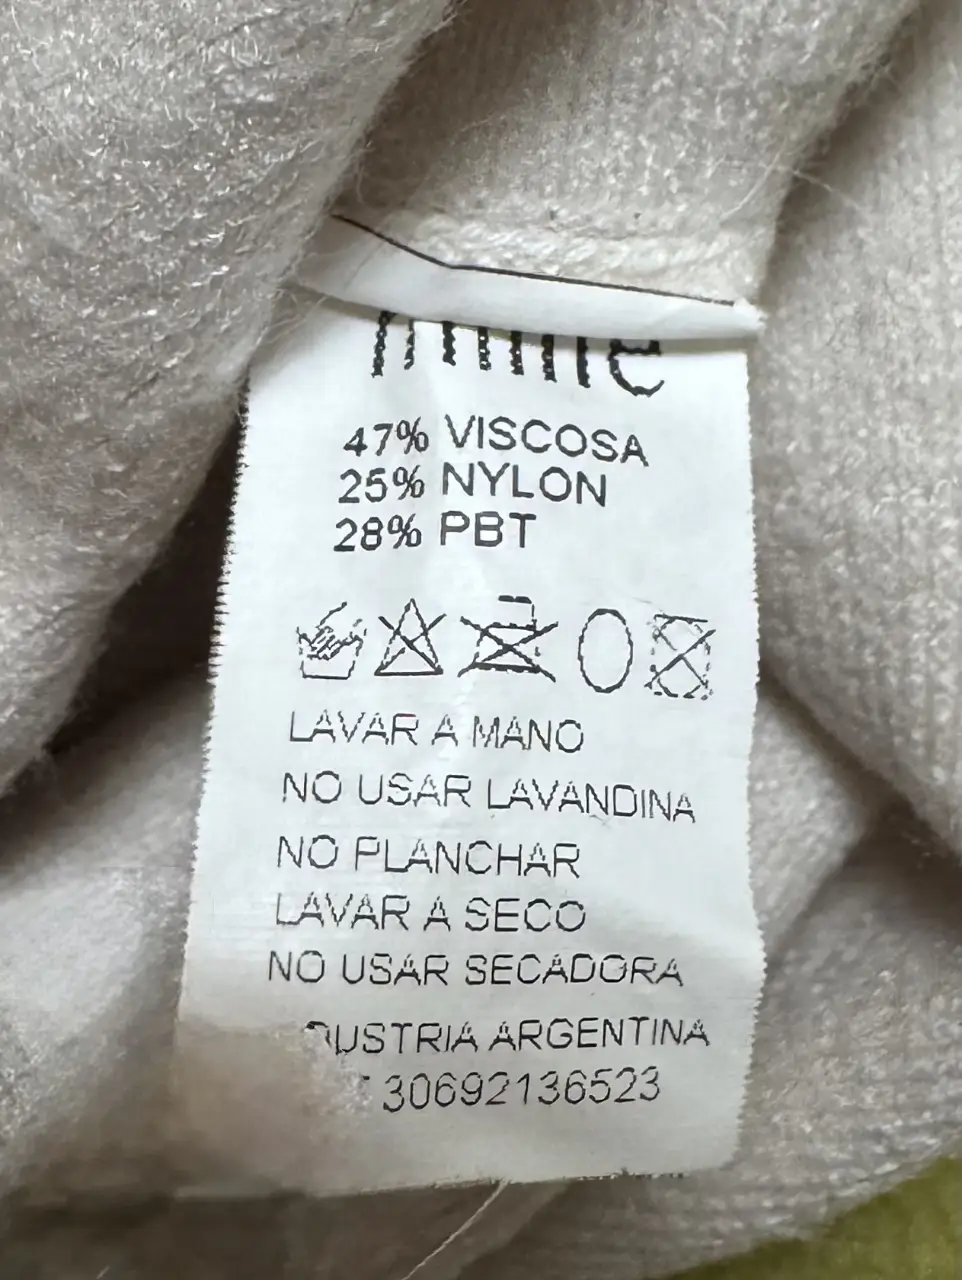 47% VISCOSA
25% NYLON
28% PBT
LAVAR A MANO
NO USAR LAVANDINA
NO PLANCHAR
LAVAR A SECO
NO USAR SECADORA
ARGENTINA
30692136523